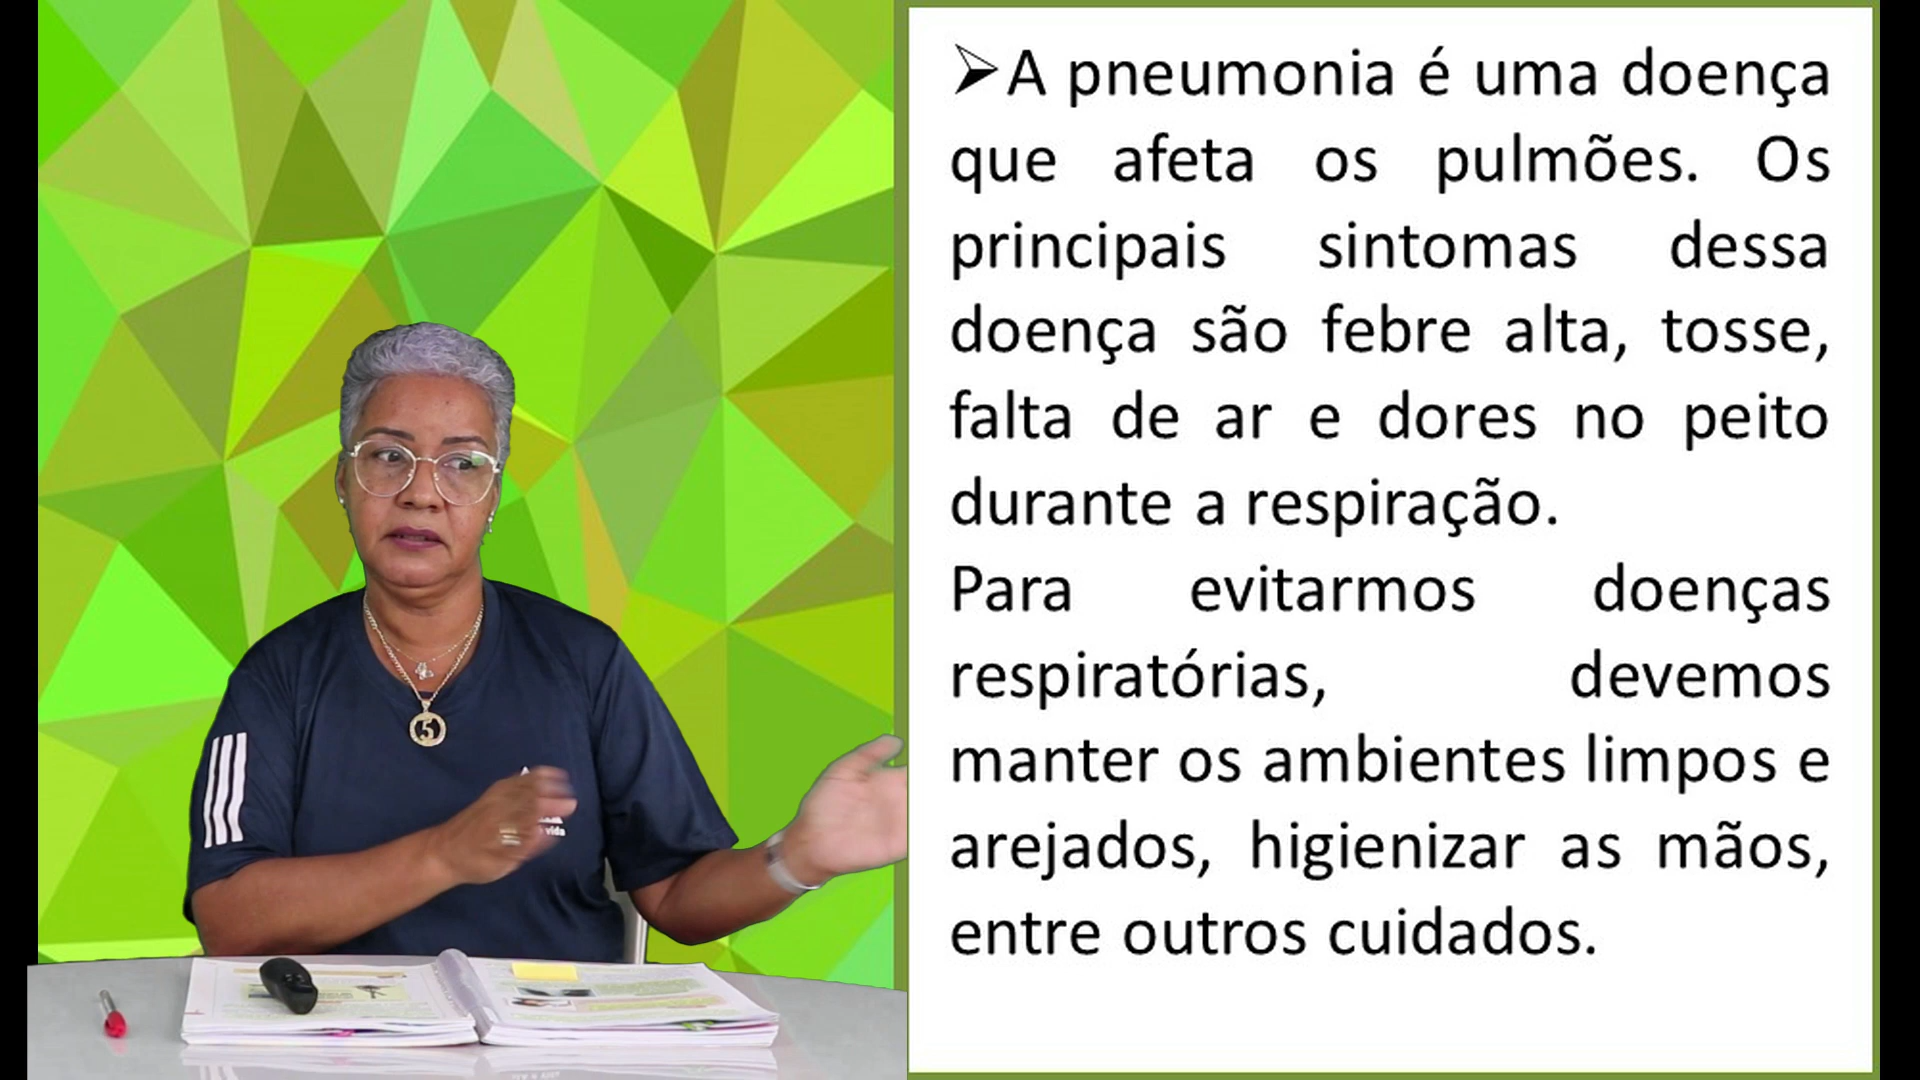 ➢A pneumonia é uma doença
que afeta os pulmões. Os
principais sintomas dessa
doença são febre alta, tosse,
falta de ar e dores no peito
durante a respiração.
Para evitarmos doenças
respiratórias, devemos
manter os ambientes limpos e
arejados, higienizar as mãos,
entre outros cuidados.
5
vida